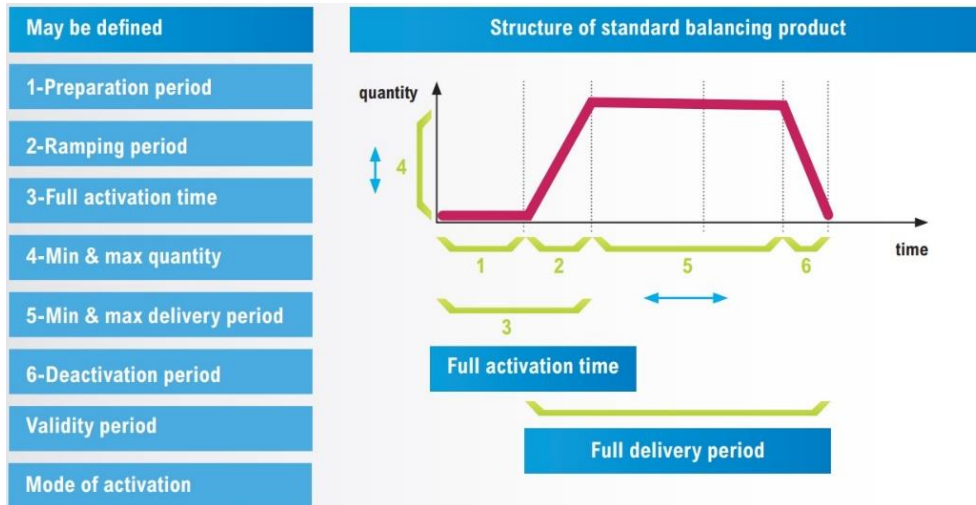 May be defined
1-Preparation period
2-Ramping period
3-Full activation time
4-Min & max quantity
5-Min & max delivery period
6-Deactivation period
Validity period
Mode of activation
Structure of standard balancing product
quantity
4
time
1
2
5
6
3
Full activation time
Full delivery period